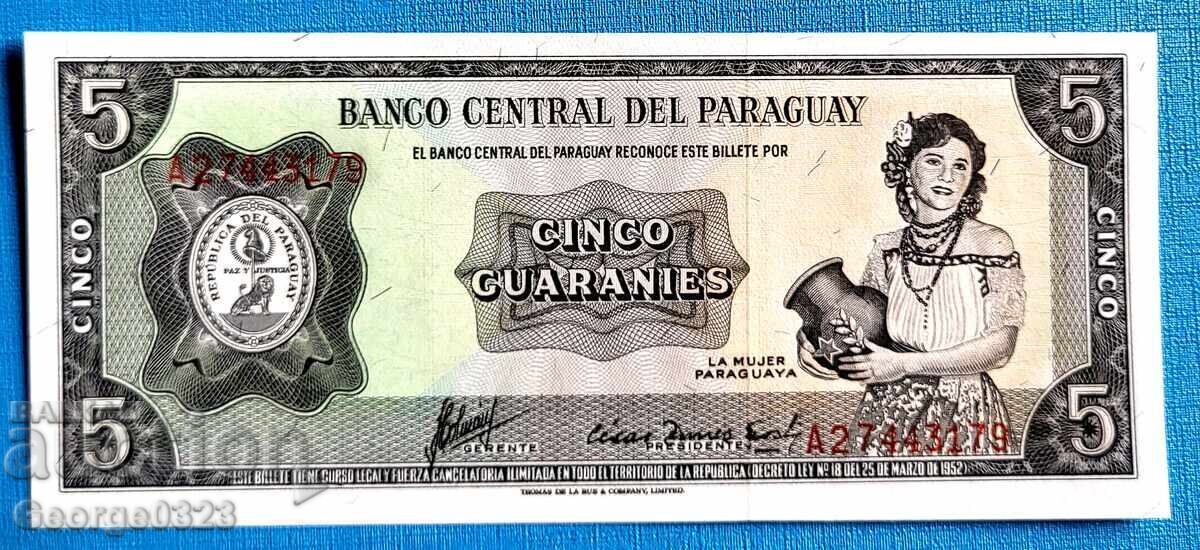 5
5
BANCO CENTRAL DEL PARAGUAY
EL BANCO CENTRAL DEL PARAGUAY RECONOCE ESTE BILLETE POR
A27443179
REPÚBLICA DEL PARAGUAY
PAZ Y JUSTICIA
CINCO
CINCO
GUARANIES
CINCO
LA MUJER
PARAGUAYA
5
5
GERENTE
PRESIDENTE
A27443179
ESTE BILLETE TIENE CURSO LEGAL Y FUERZA CANCELATORIA ILIMITADA EN TODO EL TERRITORIO DE LA REPUBLICA (DECRETO LEY Nº 18 DEL 25 DE MARZO DE 1952)
THOMAS DE LA RUE & COMPANY, LIMITED.
George0323